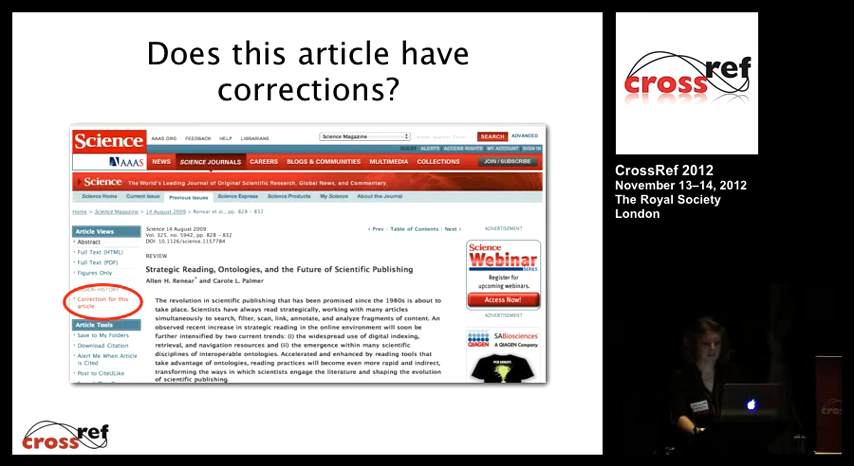 Does this article have
corrections?
Science
AAAS
AAAS.ORG FEEDBACK HELP LIBRARIANS
Science Magazine
SEARCH ADVANCED
ALERTS ACCESS RIGHTS MY ACCOUNT SIGN IN
NEWS SCIENCE JOURNALS CAREERS BLOGS & COMMUNITIES MULTIMEDIA COLLECTIONS JOIN / SUBSCRIBE
Science The World's Leading Journal of Original Scientific Research, Global News, and Commentary.
Science Home Current Issue Previous Issues Science Express Science Products My Science About the Journal
Home > Science Magazine > 14 August 2009 > Renear et al., pp. 828 - 832
Article Views
Abstract
Full Text (HTML)
Full Text (PDF)
Figures Only
HISTORY
Correction for this
article
Article Tools
Save to My Folders
Download Citation
Alert Me When Article
is Cited
Post to CiteULike
Science 14 August 2009:
Vol. 325. no. 5942, pp. 828 - 832
DOI: 10.1126/science.1157784
‹ Prev | Table of Contents | Next ›
REVIEW
Strategic Reading, Ontologies, and the Future of Scientific Publishing
Allen H. Renear* and Carole L. Palmer
The revolution in scientific publishing that has been promised since the 1980s is about to
take place. Scientists have always read strategically, working with many articles
simultaneously to search, filter, scan, link, annotate, and analyze fragments of content. An
observed recent increase in strategic reading in the online environment will soon be
further intensified by two current trends: (i) the widespread use of digital indexing,
retrieval, and navigation resources and (ii) the emergence within many scientific
disciplines of interoperable ontologies. Accelerated and enhanced by reading tools that
take advantage of ontologies, reading practices will become even more rapid and indirect,
transforming the ways in which scientists engage the literature and shaping the evolution
of scientific publishing.
ADVERTISEMENT
Science
Webinar
SERIES
Register for
upcoming webinars.
Access Now!
ADVERTISEMENT
SABiosciences
QIAGEN A QIAGEN Company
crossref
crossref
CrossRef 2012
November 13–14, 2012
The Royal Society
London